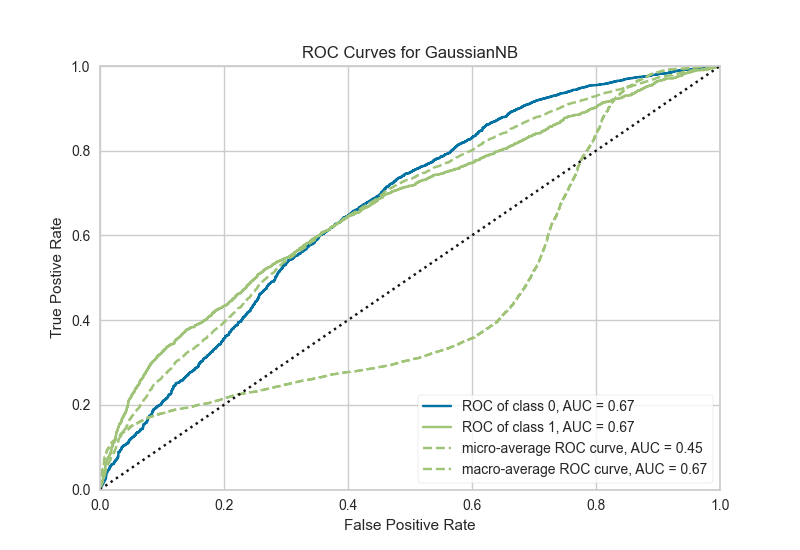 ROC Curves for GaussianNB
1.0
0.8
0.6
0.4
0.2
0.0
True Postive Rate
0.0 0.2 0.4 0.6 0.8 1.0
False Positive Rate
ROC of class 0, AUC = 0.67
ROC of class 1, AUC = 0.67
micro-average ROC curve, AUC = 0.45
macro-average ROC curve, AUC = 0.67